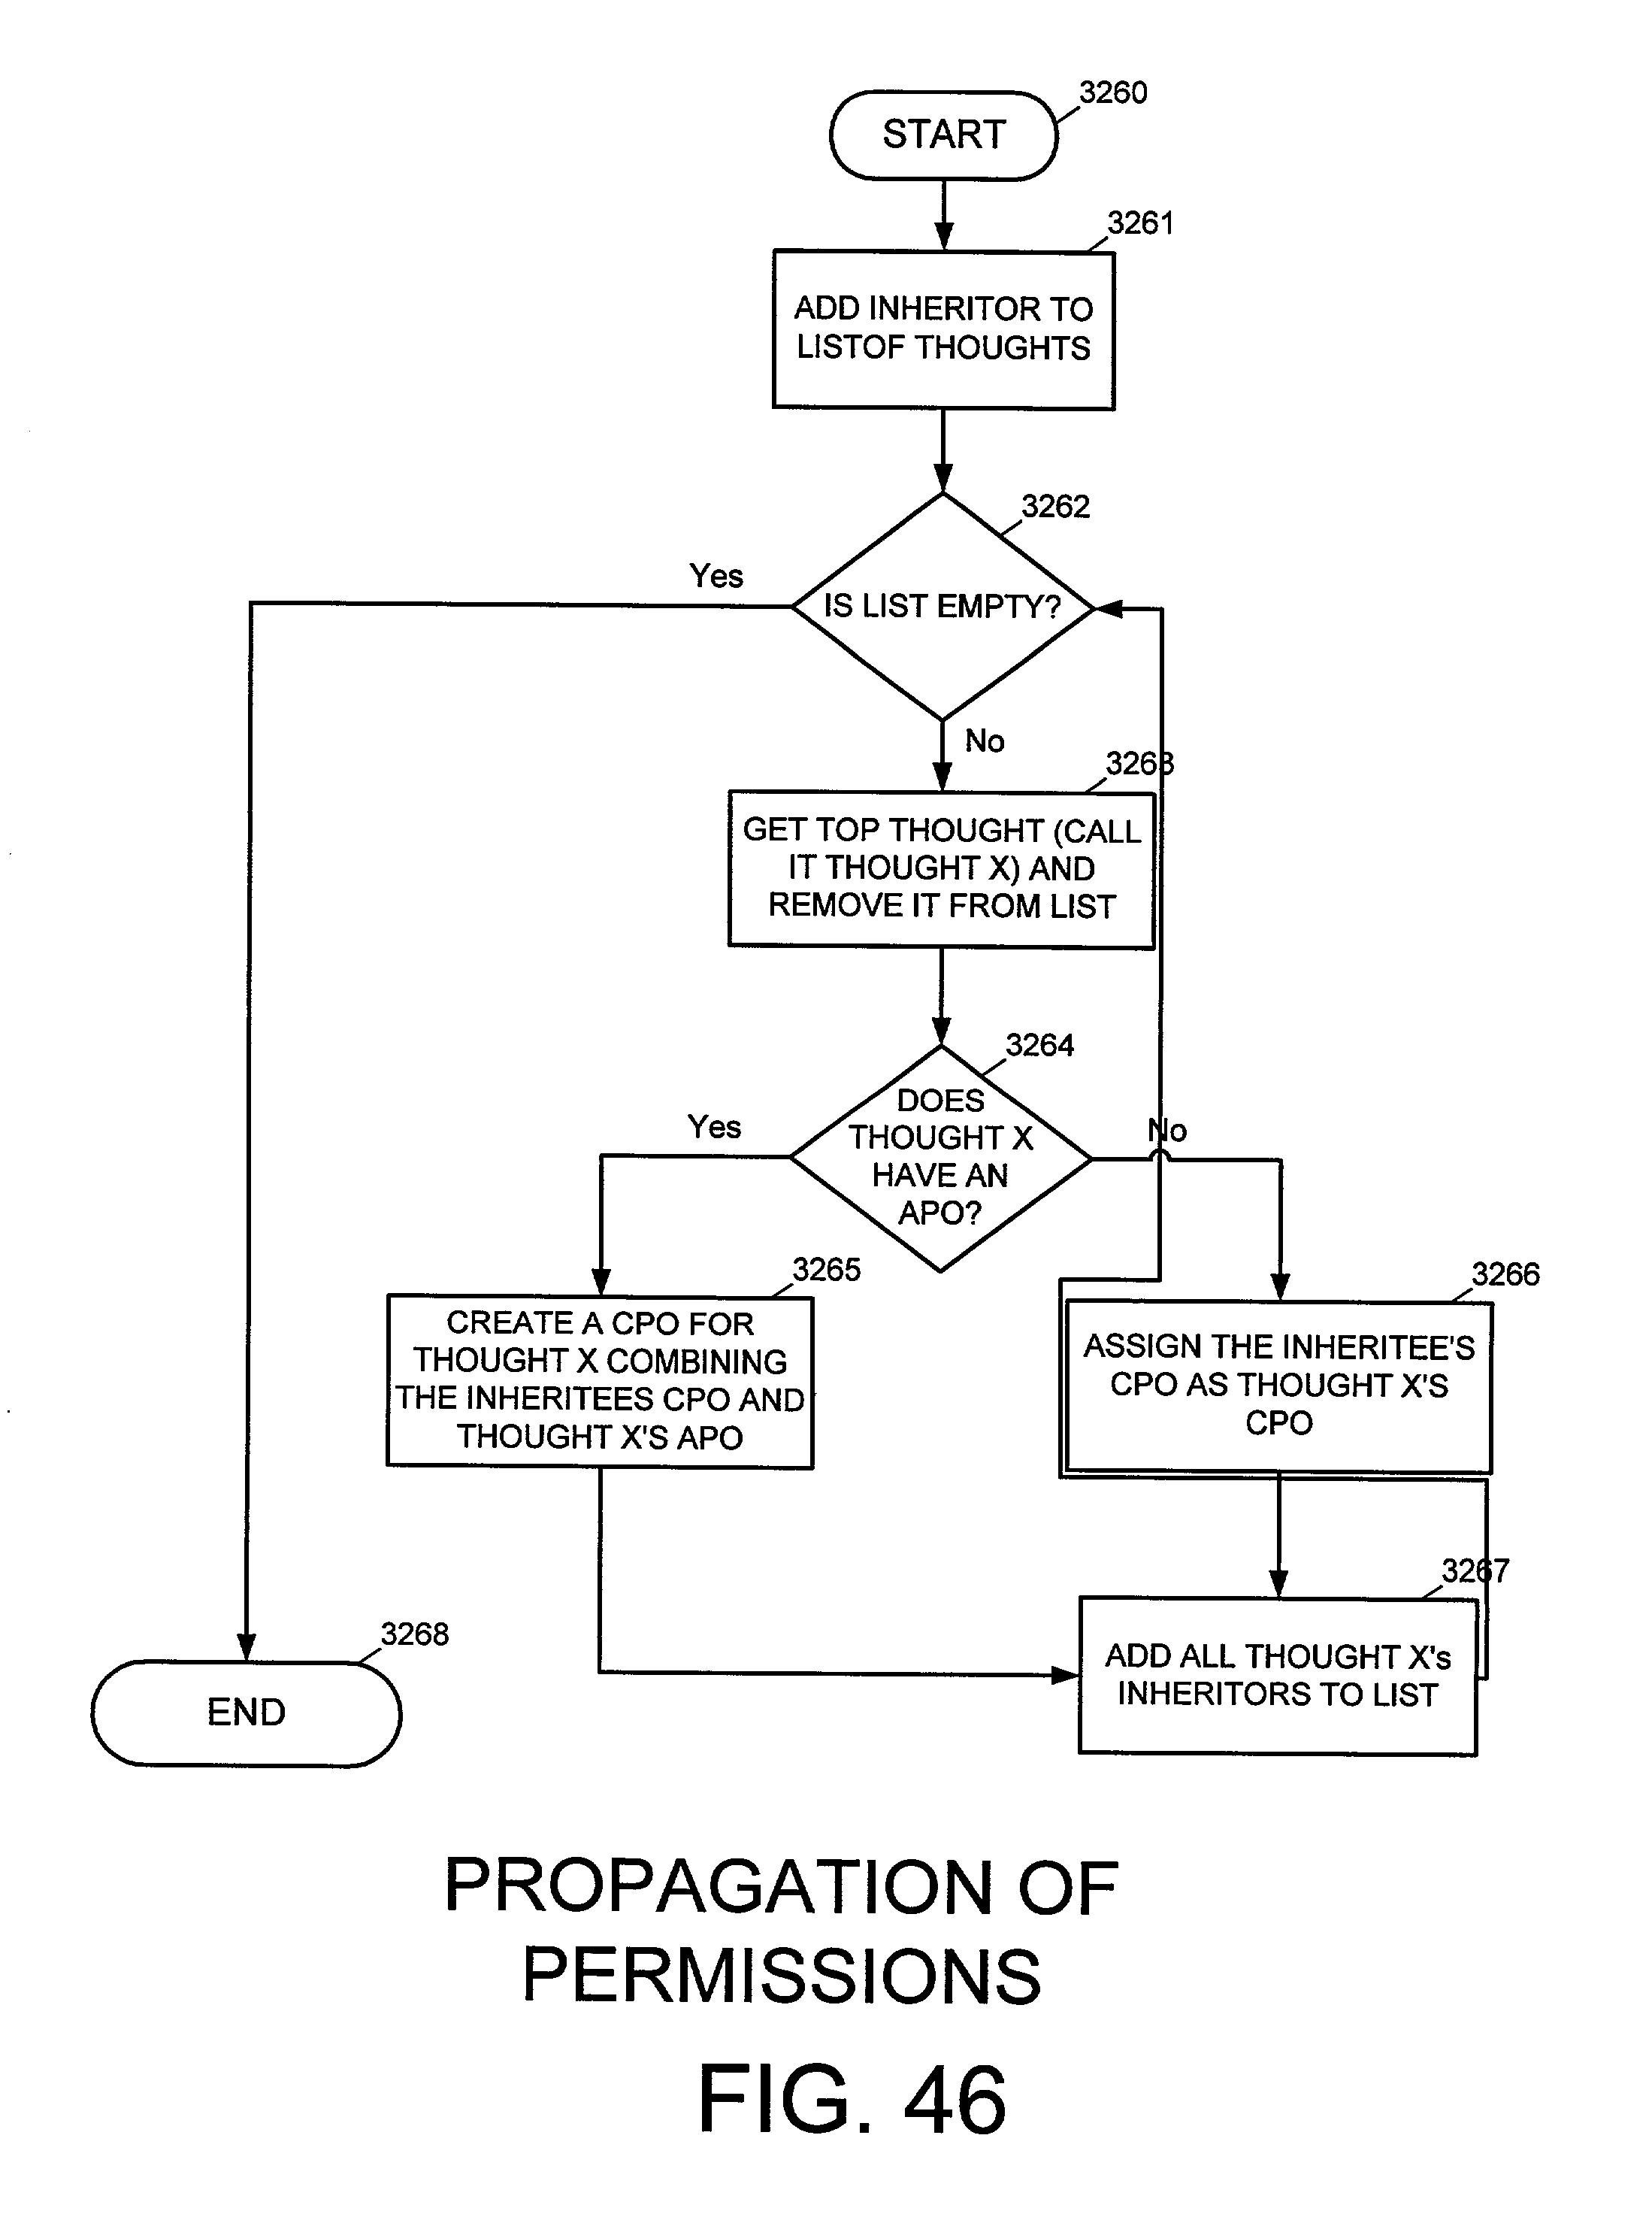 3260
START
3261
ADD INHERITOR TO
LISTOF THOUGHTS
3262
Yes
IS LIST EMPTY?
No
3263
GET TOP THOUGHT (CALL
IT THOUGHT X) AND
REMOVE IT FROM LIST
3264
DOES
THOUGHT X
HAVE AN
APO?
Yes
No
3265
CREATE A CPO FOR
THOUGHT X COMBINING
THE INHERITEES CPO AND
THOUGHT X'S APO
3266
ASSIGN THE INHERITEE'S
CPO AS THOUGHT X'S
CPO
3267
ADD ALL THOUGHT X's
INHERITORS TO LIST
3268
END
PROPAGATION OF
PERMISSIONS
FIG. 46